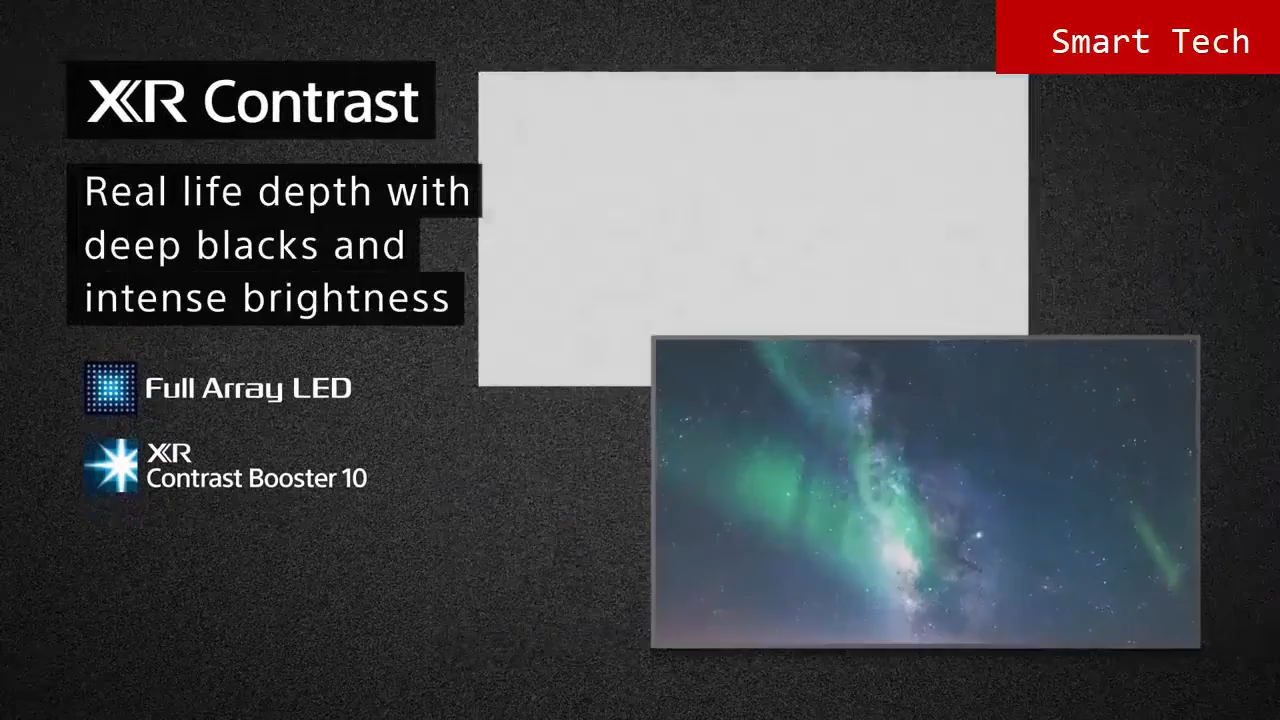 Smart Tech
XR Contrast
Real life depth with
deep blacks and
intense brightness
Full Array LED
XR
Contrast Booster 10